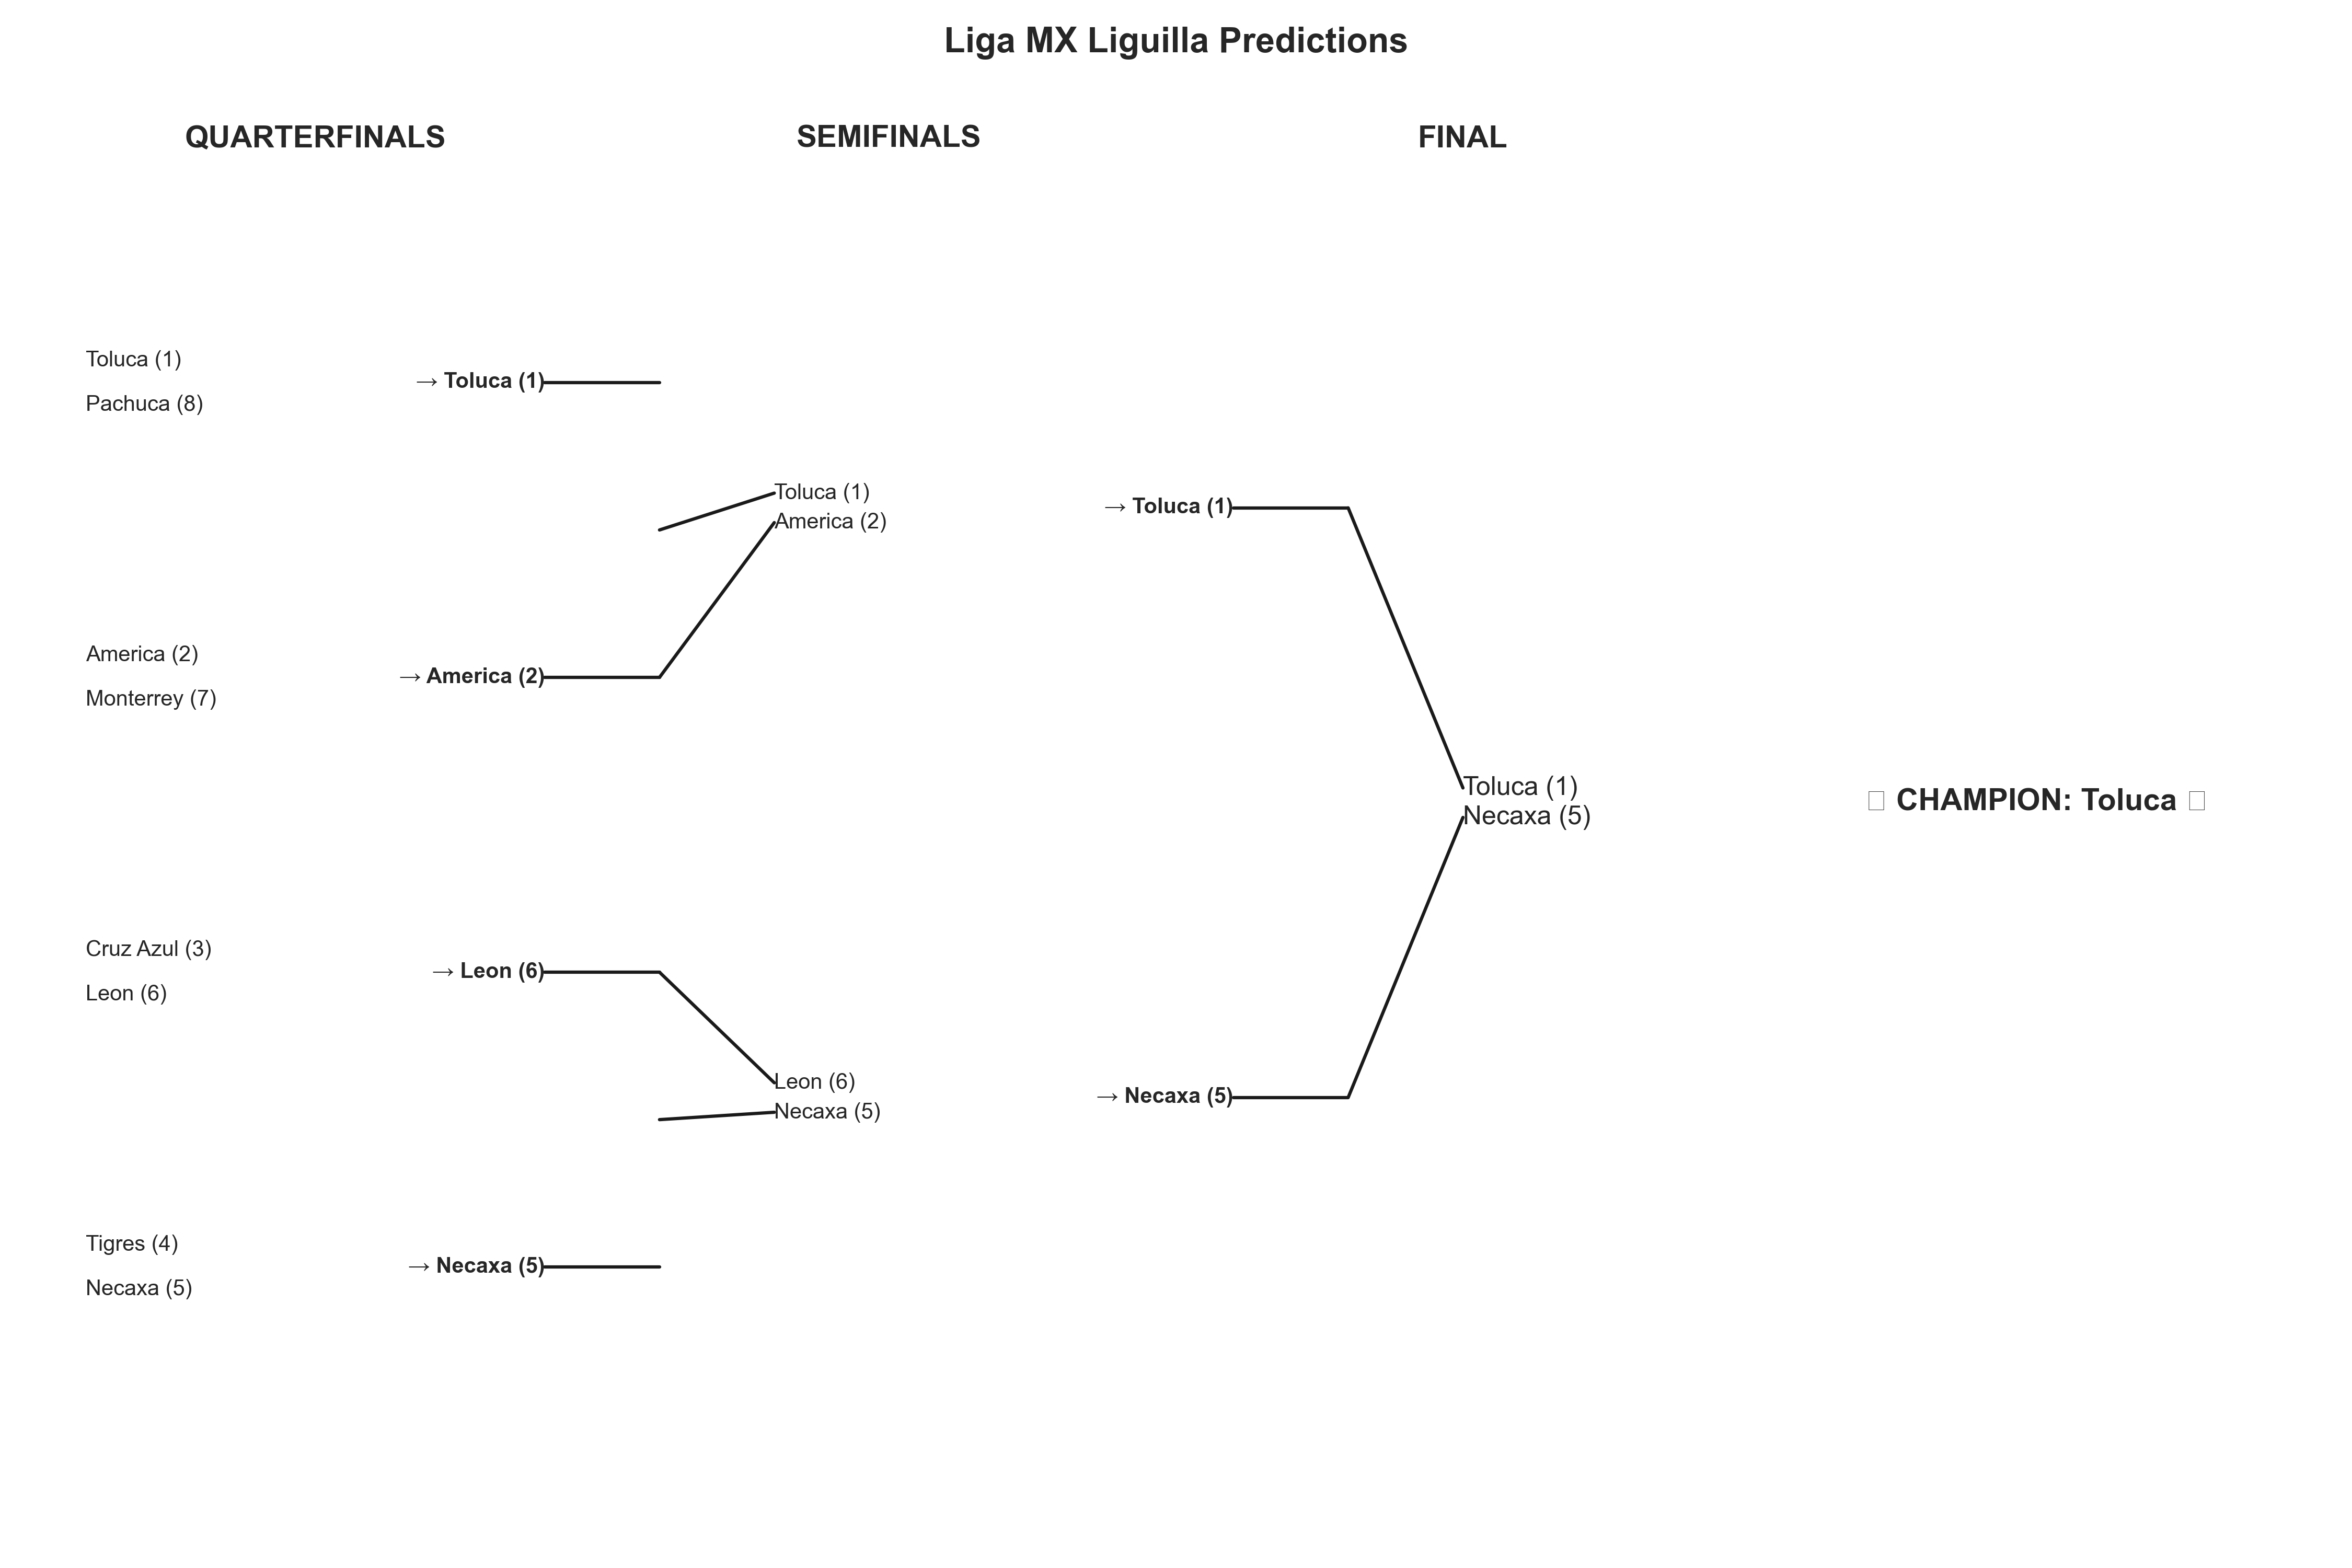 Liga MX Liguilla Predictions
QUARTERFINALS
SEMIFINALS
FINAL
Toluca (1)
Pachuca (8)
→ Toluca (1)
America (2)
Monterrey (7)
→ America (2)
Cruz Azul (3)
Leon (6)
→ Leon (6)
Tigres (4)
Necaxa (5)
→ Necaxa (5)
Toluca (1)
America (2)
→ Toluca (1)
Leon (6)
Necaxa (5)
→ Necaxa (5)
Toluca (1)
Necaxa (5)
CHAMPION: Toluca